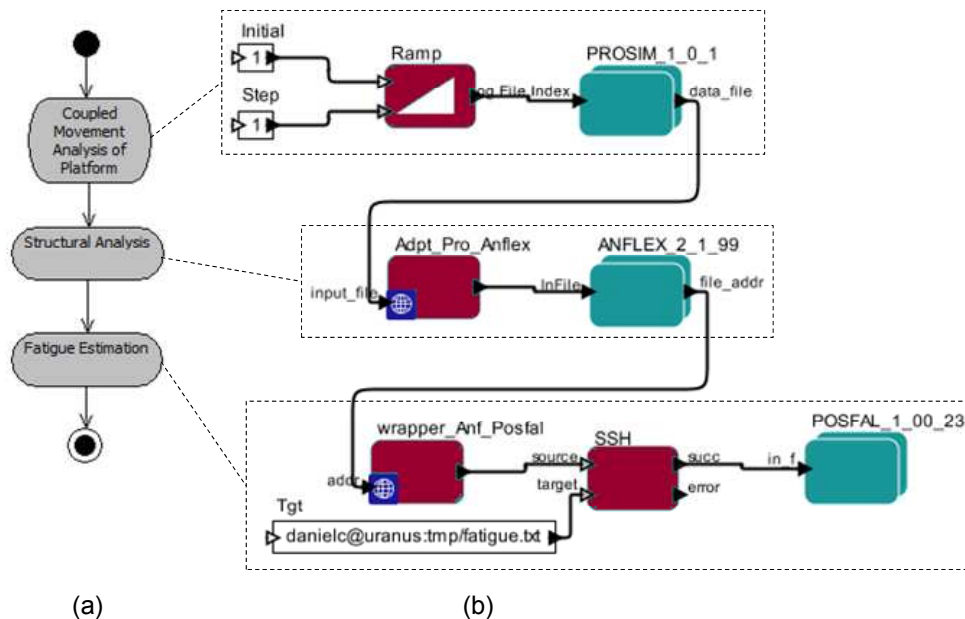 Initial
1
Step
1
Ramp
og File Index
PROSIM_1_0_1
data_file
Coupled
Movement
Analysis of
Platform
Structural Analysis
Adpt_Pro_Anflex
input_file
InFile
ANFLEX_2_1_99
file_addr
Fatigue Estimation
wrapper_Anf_Posfal
addr
source
target
SSH
succ
error
in_f
POSFAL_1_00_23
Tgt
danielc@uranus:tmp/fatigue.txt
(a)
(b)